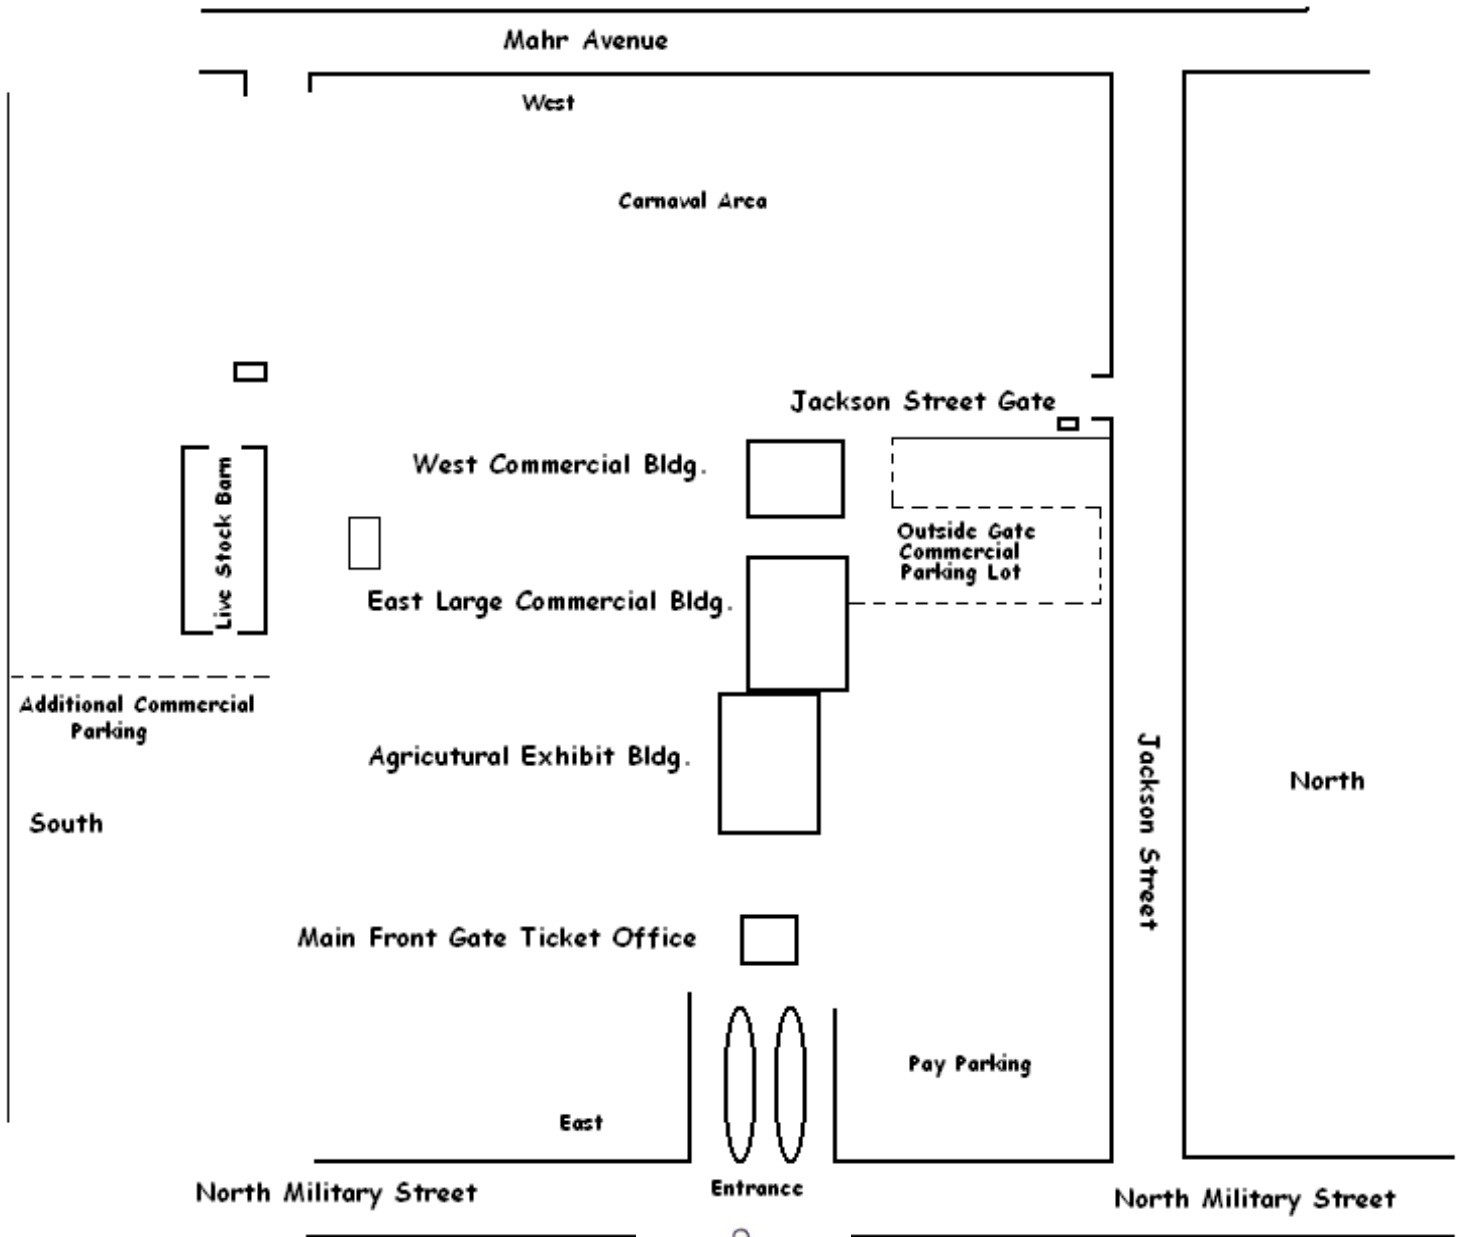 Mahr Avenue
West
Carnaval Area
Jackson Street Gate
West Commercial Bldg.
Live Stock Barn
Outside Gate
Commercial
Parking Lot
East Large Commercial Bldg.
Additional Commercial
Parking
Agricutural Exhibit Bldg.
Jackson Street
North
South
Main Front Gate Ticket Office
Pay Parking
East
North Military Street
Entrance
North Military Street